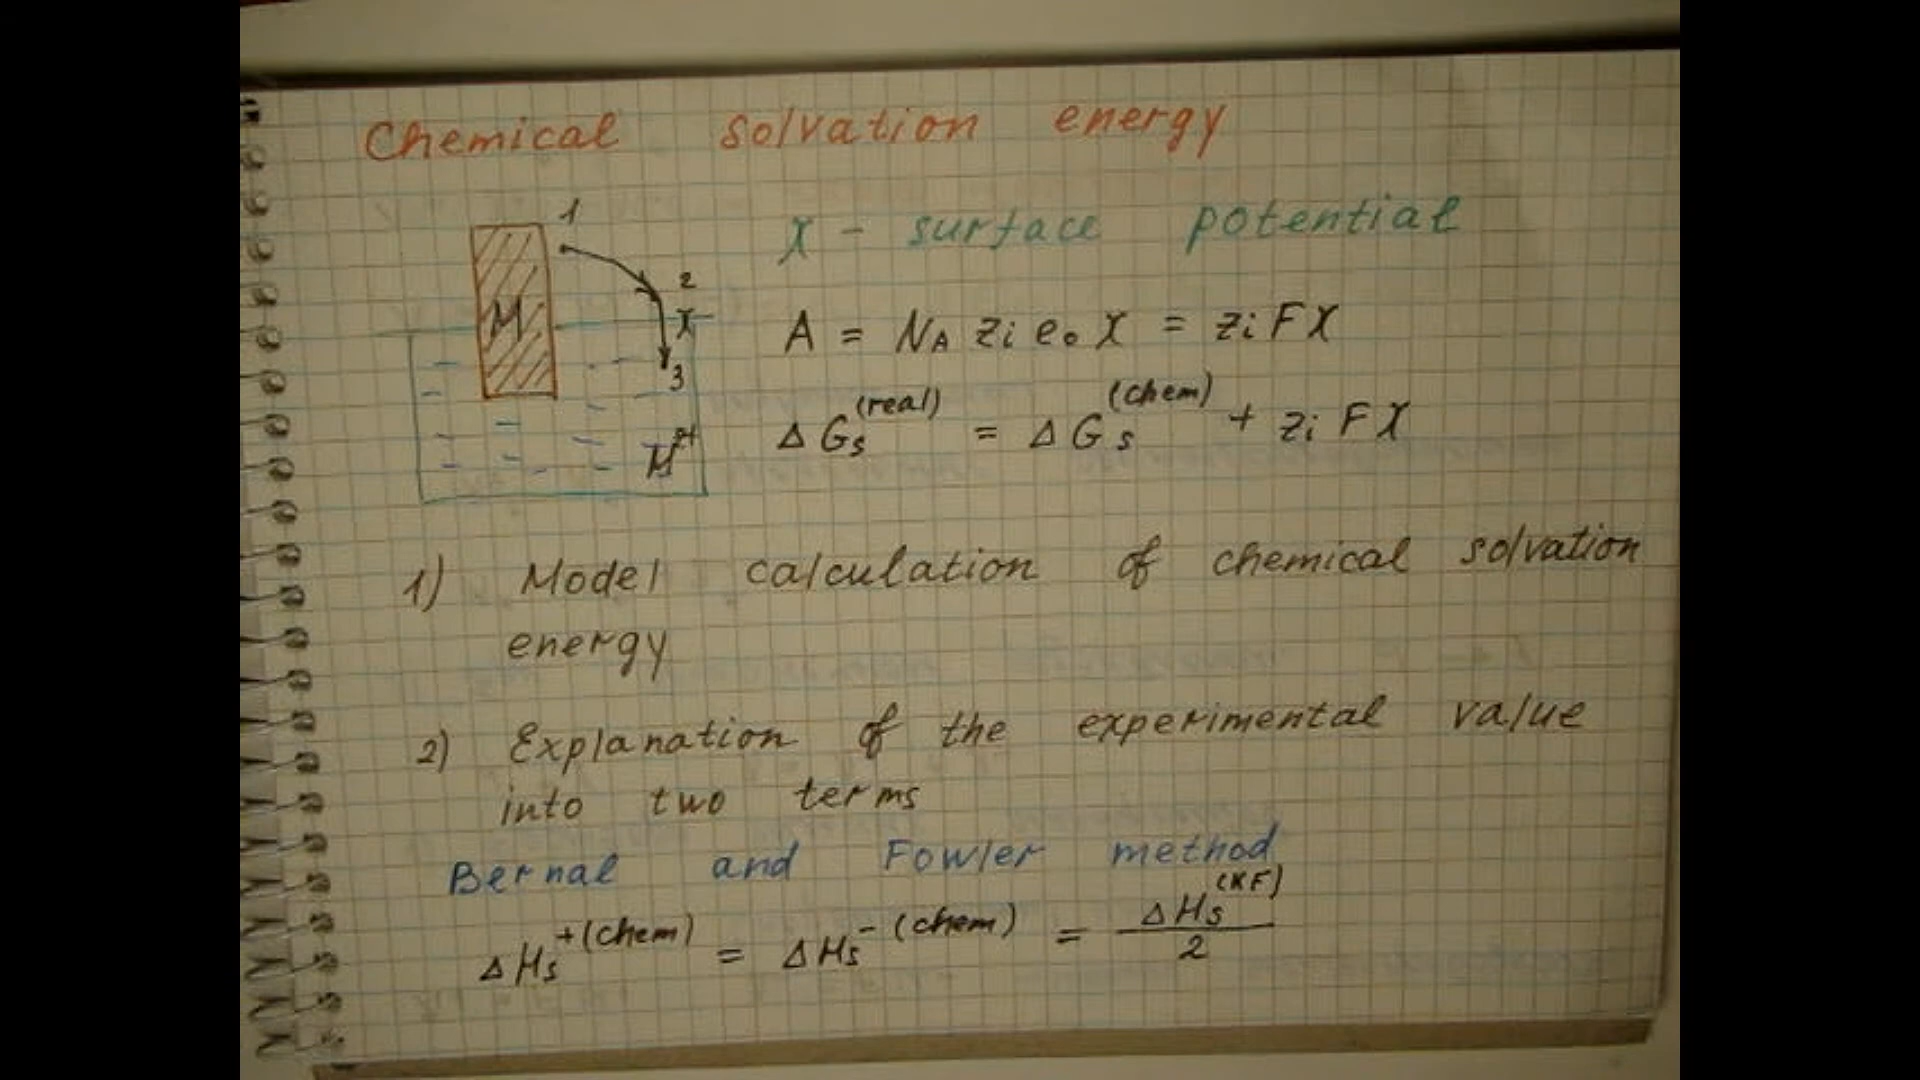 Chemical solvation energy
1
M
2
χ
3
M^z+
χ - surface potential
A = N_A z_i e_0 χ = z_i F χ
ΔG_s^(real) = ΔG_s^(chem) + z_i F χ
1) Model calculation of chemical solvation
energy
2) Explanation of the experimental value
into two terms
Bernal and Fowler method
ΔH_s^+(chem) = ΔH_s^-(chem) = ΔH_s^(KF) / 2